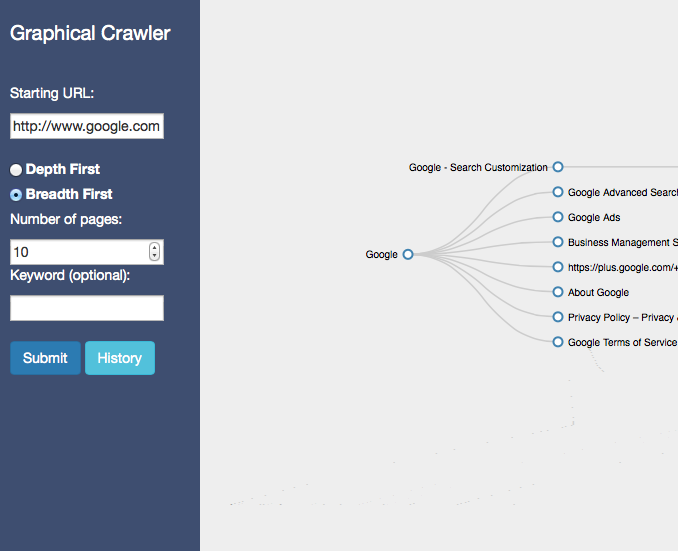 Graphical Crawler
Starting URL:
http://www.google.com
Depth First
Breadth First
Number of pages:
10
Keyword (optional):
Submit
History
Google
Google - Search Customization
Google Advanced Search
Google Ads
Business Management S
https://plus.google.com/+
About Google
Privacy Policy – Privacy
Google Terms of Service